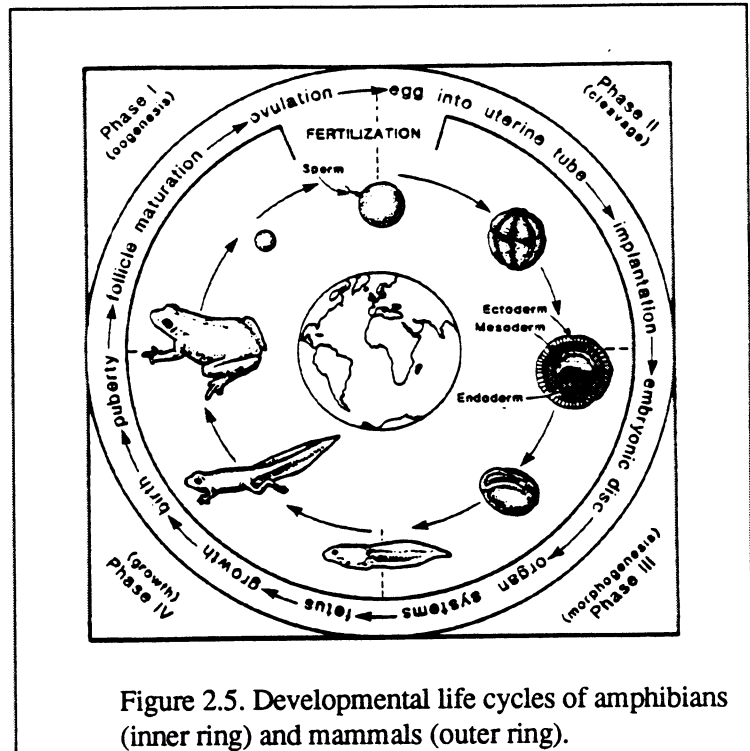 Phase I
(oogenesis)
Phase II
(cleavage)
ovulation → egg into uterine tube → implantation → embryonic disc → organ systems → fetus → growth → birth → puberty → follicle maturation
FERTILIZATION
Sperm
Ectoderm
Mesoderm
Endoderm
(growth)
Phase IV
(morphogenesis)
Phase III
Figure 2.5. Developmental life cycles of amphibians
(inner ring) and mammals (outer ring).